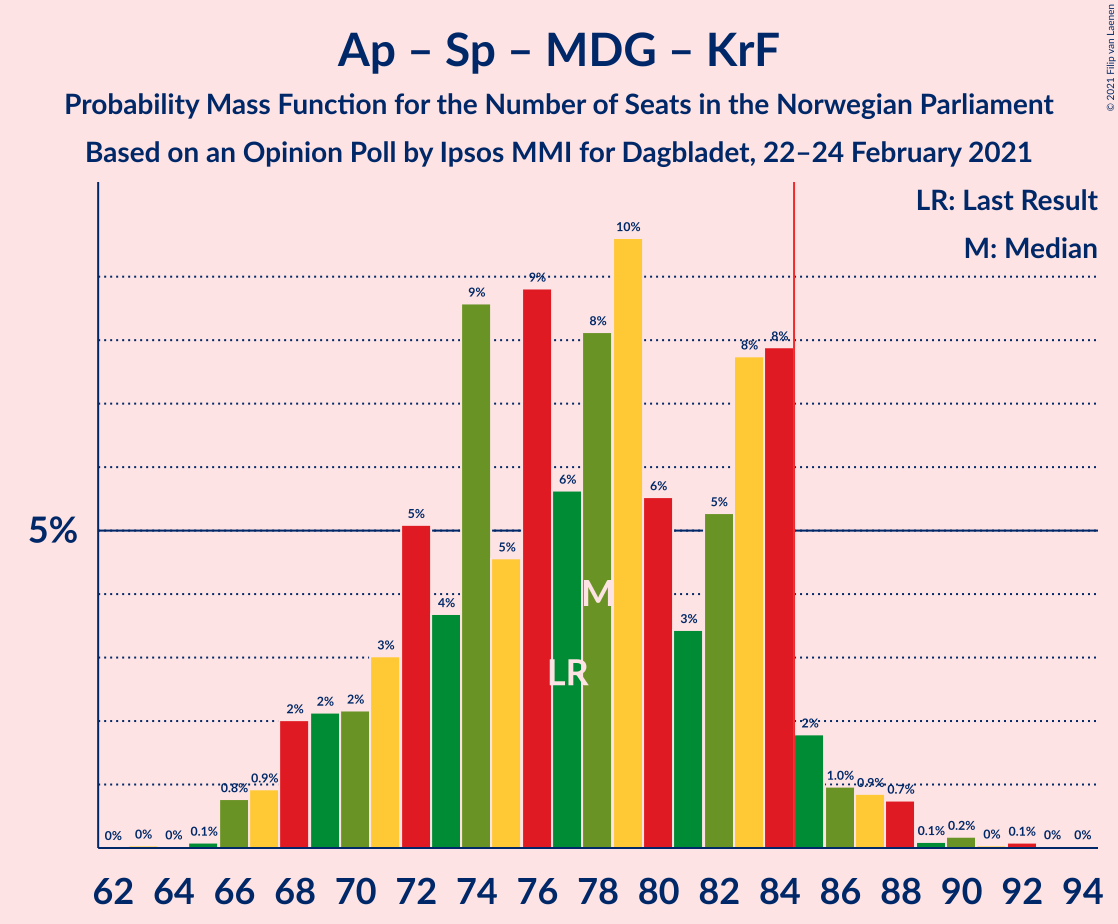 Ap – Sp – MDG – KrF
Probability Mass Function for the Number of Seats in the Norwegian Parliament
Based on an Opinion Poll by Ipsos MMI for Dagbladet, 22–24 February 2021
© 2021 Filip van Laenen
LR: Last Result
M: Median
5%
0% 0% 0% 0.1% 0.8% 0.9% 2% 2% 2% 3% 5% 4% 9% 5% 9% 6% 8% 10% 6% 3% 5% 8% 8% 2% 1.0% 0.9% 0.7% 0.1% 0.2% 0% 0.1% 0% 0%
M
LR
62 64 66 68 70 72 74 76 78 80 82 84 86 88 90 92 94